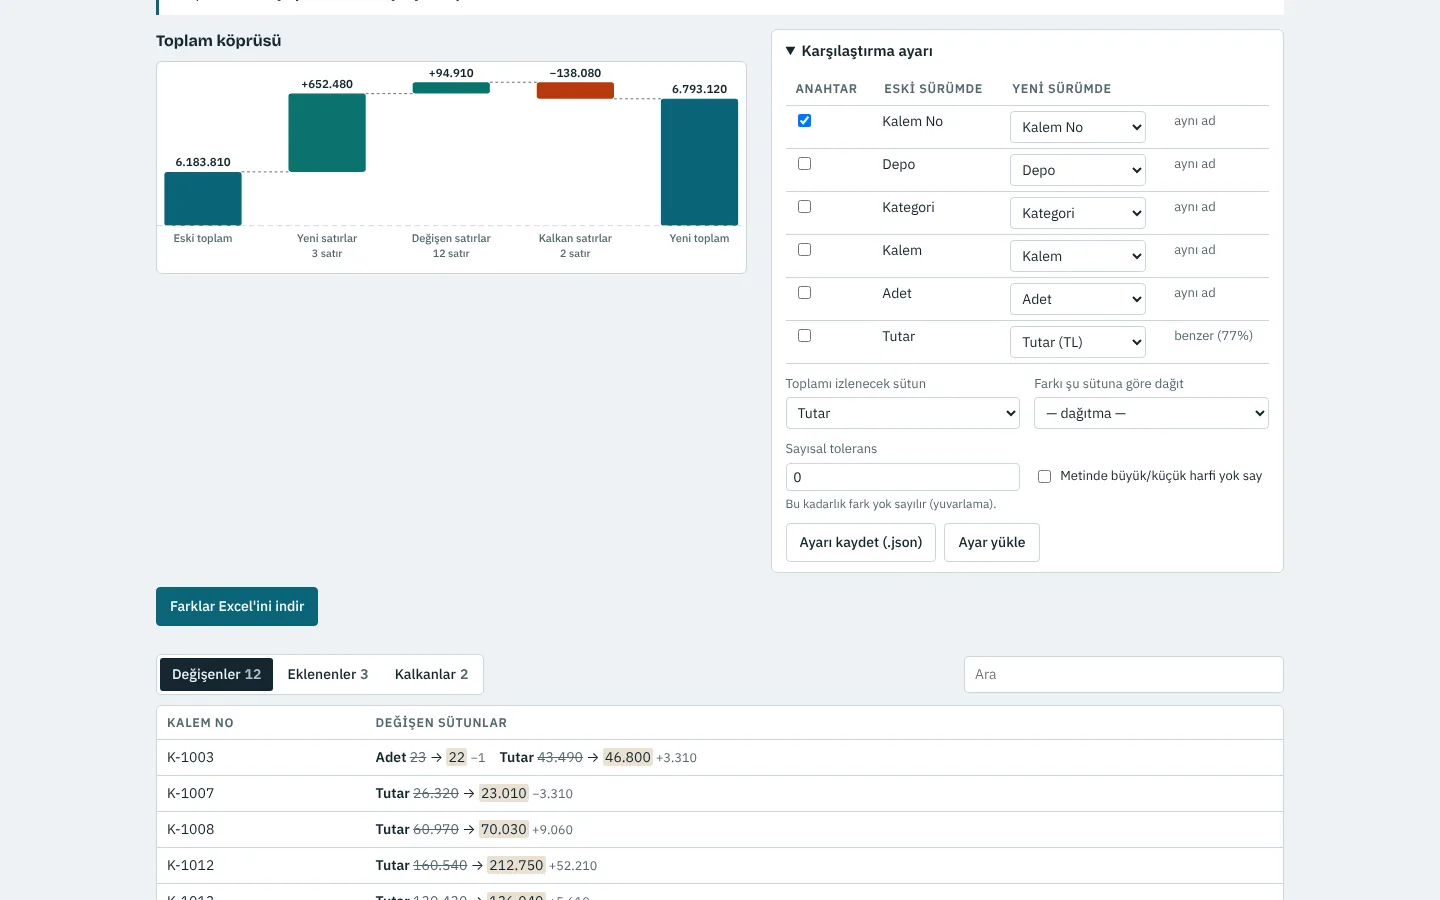 Toplam köprüsü
+652.480
+94.910
−138.080
6.793.120
6.183.810
Eski toplam
Yeni satırlar
3 satır
Değişen satırlar
12 satır
Kalkan satırlar
2 satır
Yeni toplam
▼ Karşılaştırma ayarı
ANAHTAR ESKİ SÜRÜMDE YENİ SÜRÜMDE
Kalem No Kalem No aynı ad
Depo Depo aynı ad
Kategori Kategori aynı ad
Kalem Kalem aynı ad
Adet Adet aynı ad
Tutar Tutar (TL) benzer (77%)
Toplamı izlenecek sütun
Tutar
Farkı şu sütuna göre dağıt
— dağıtma —
Sayısal tolerans
0
Bu kadarlık fark yok sayılır (yuvarlama).
Metinde büyük/küçük harfi yok say
Ayarı kaydet (.json) Ayar yükle
Farklar Excel'ini indir
Değişenler 12 Eklenenler 3 Kalkanlar 2
Ara
KALEM NO DEĞİŞEN SÜTUNLAR
K-1003 Adet 23 → 22 −1 Tutar 43.490 → 46.800 +3.310
K-1007 Tutar 26.320 → 23.010 −3.310
K-1008 Tutar 60.970 → 70.030 +9.060
K-1012 Tutar 160.540 → 212.750 +52.210